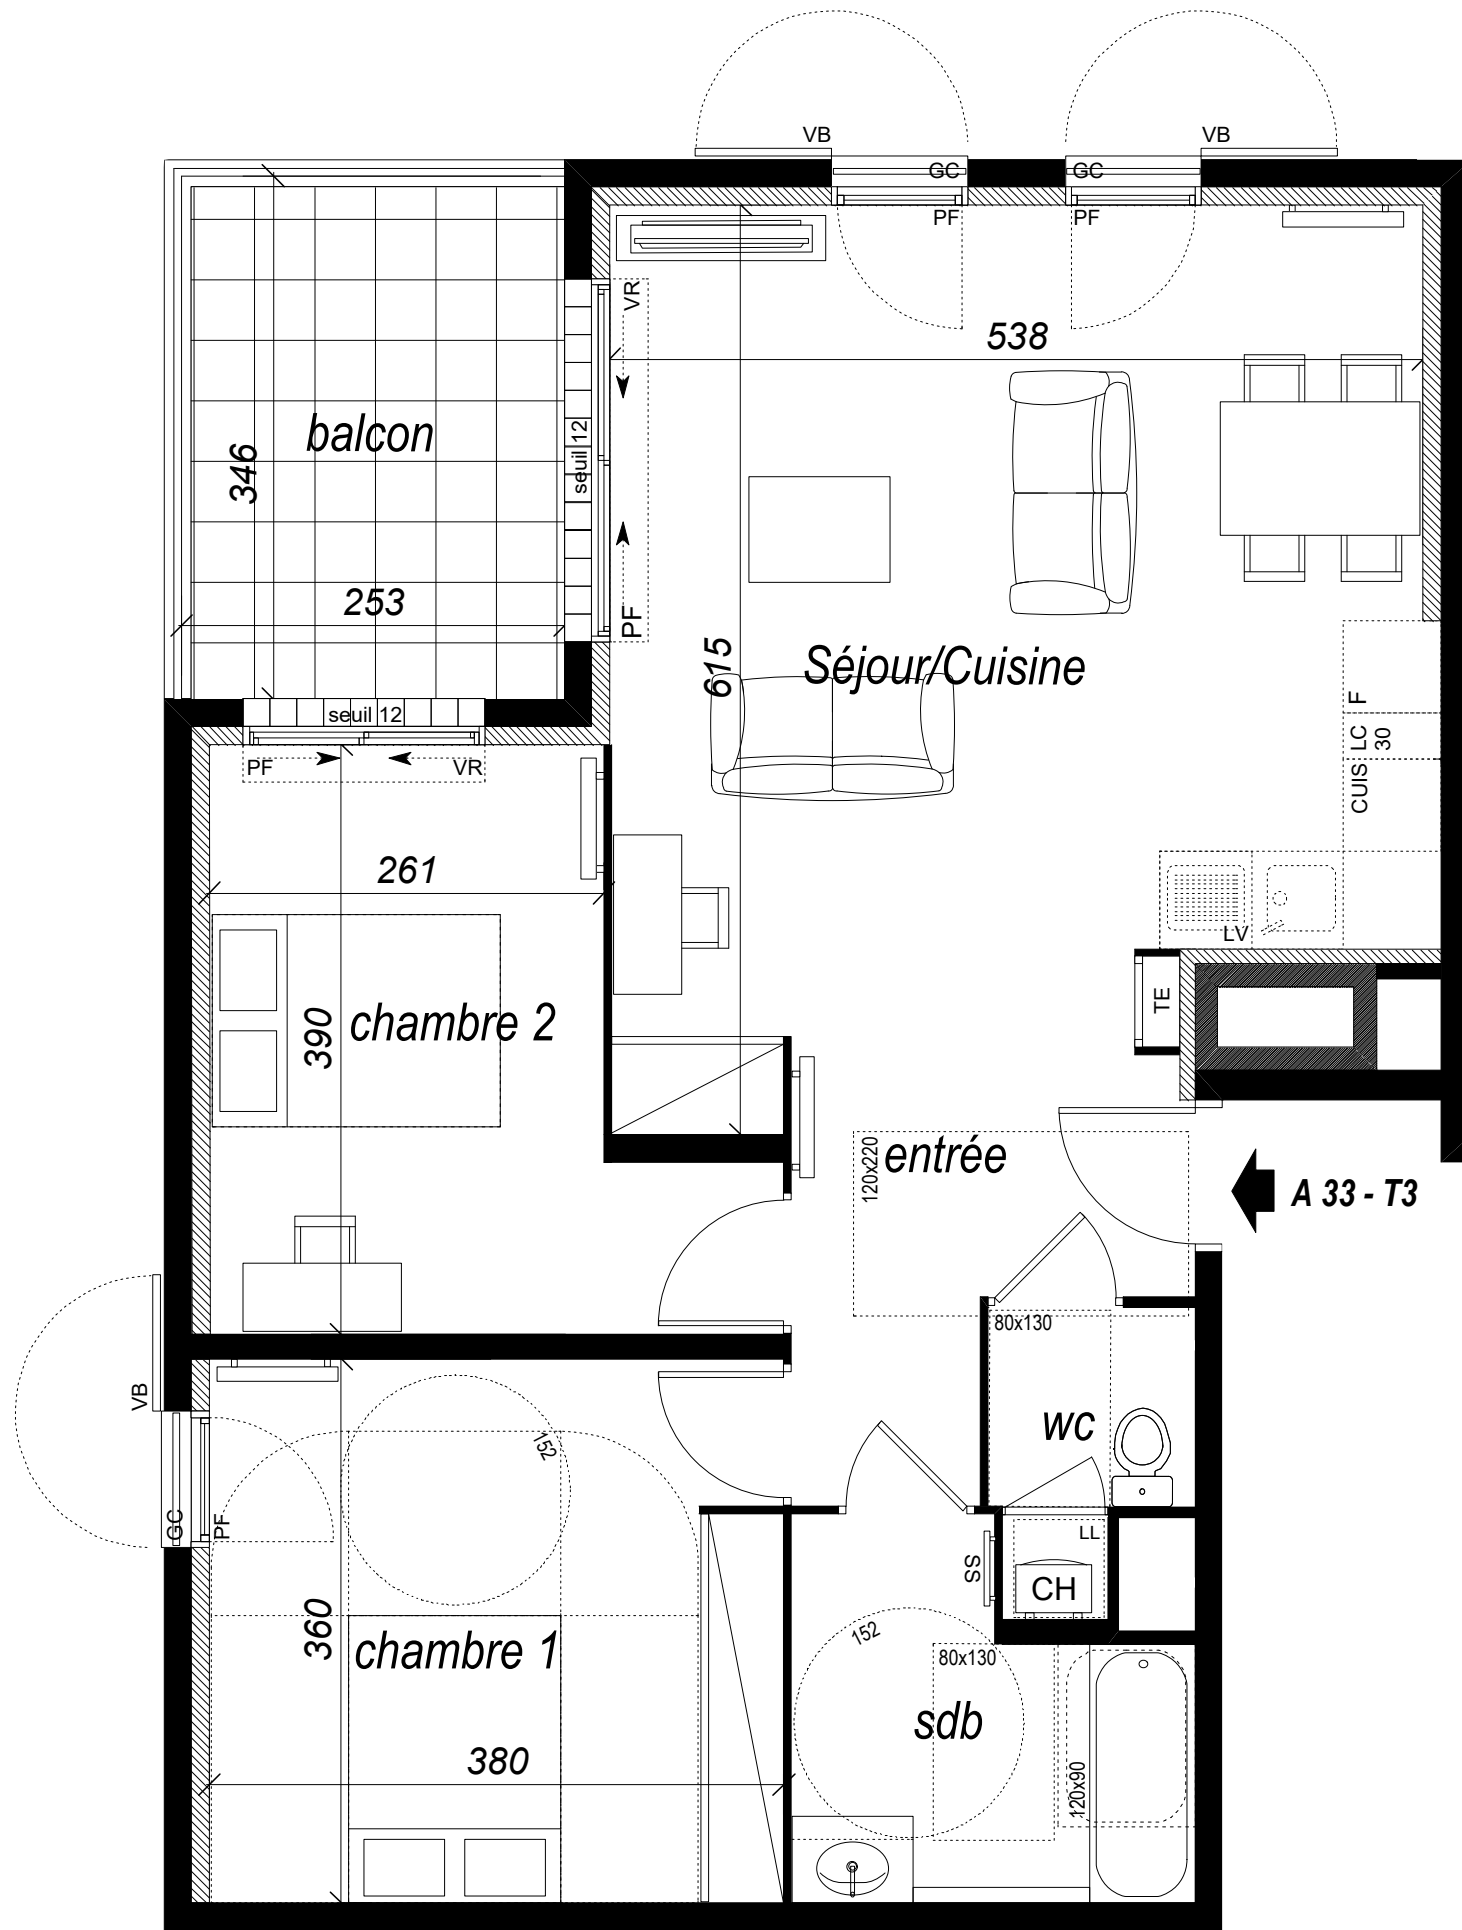 VB
VB
GC
GC
PF
PF
VR
538
balcon
346
seuil 12
253
PF
615
Séjour/Cuisine
F
LC
30
CUIS
seuil 12
PF
VR
261
LV
TE
chambre 2
390
120x220
entrée
A 33 - T3
80x130
VB
wc
152
GC
PF
LL
SS
CH
360
chambre 1
152
80x130
sdb
380
120x90